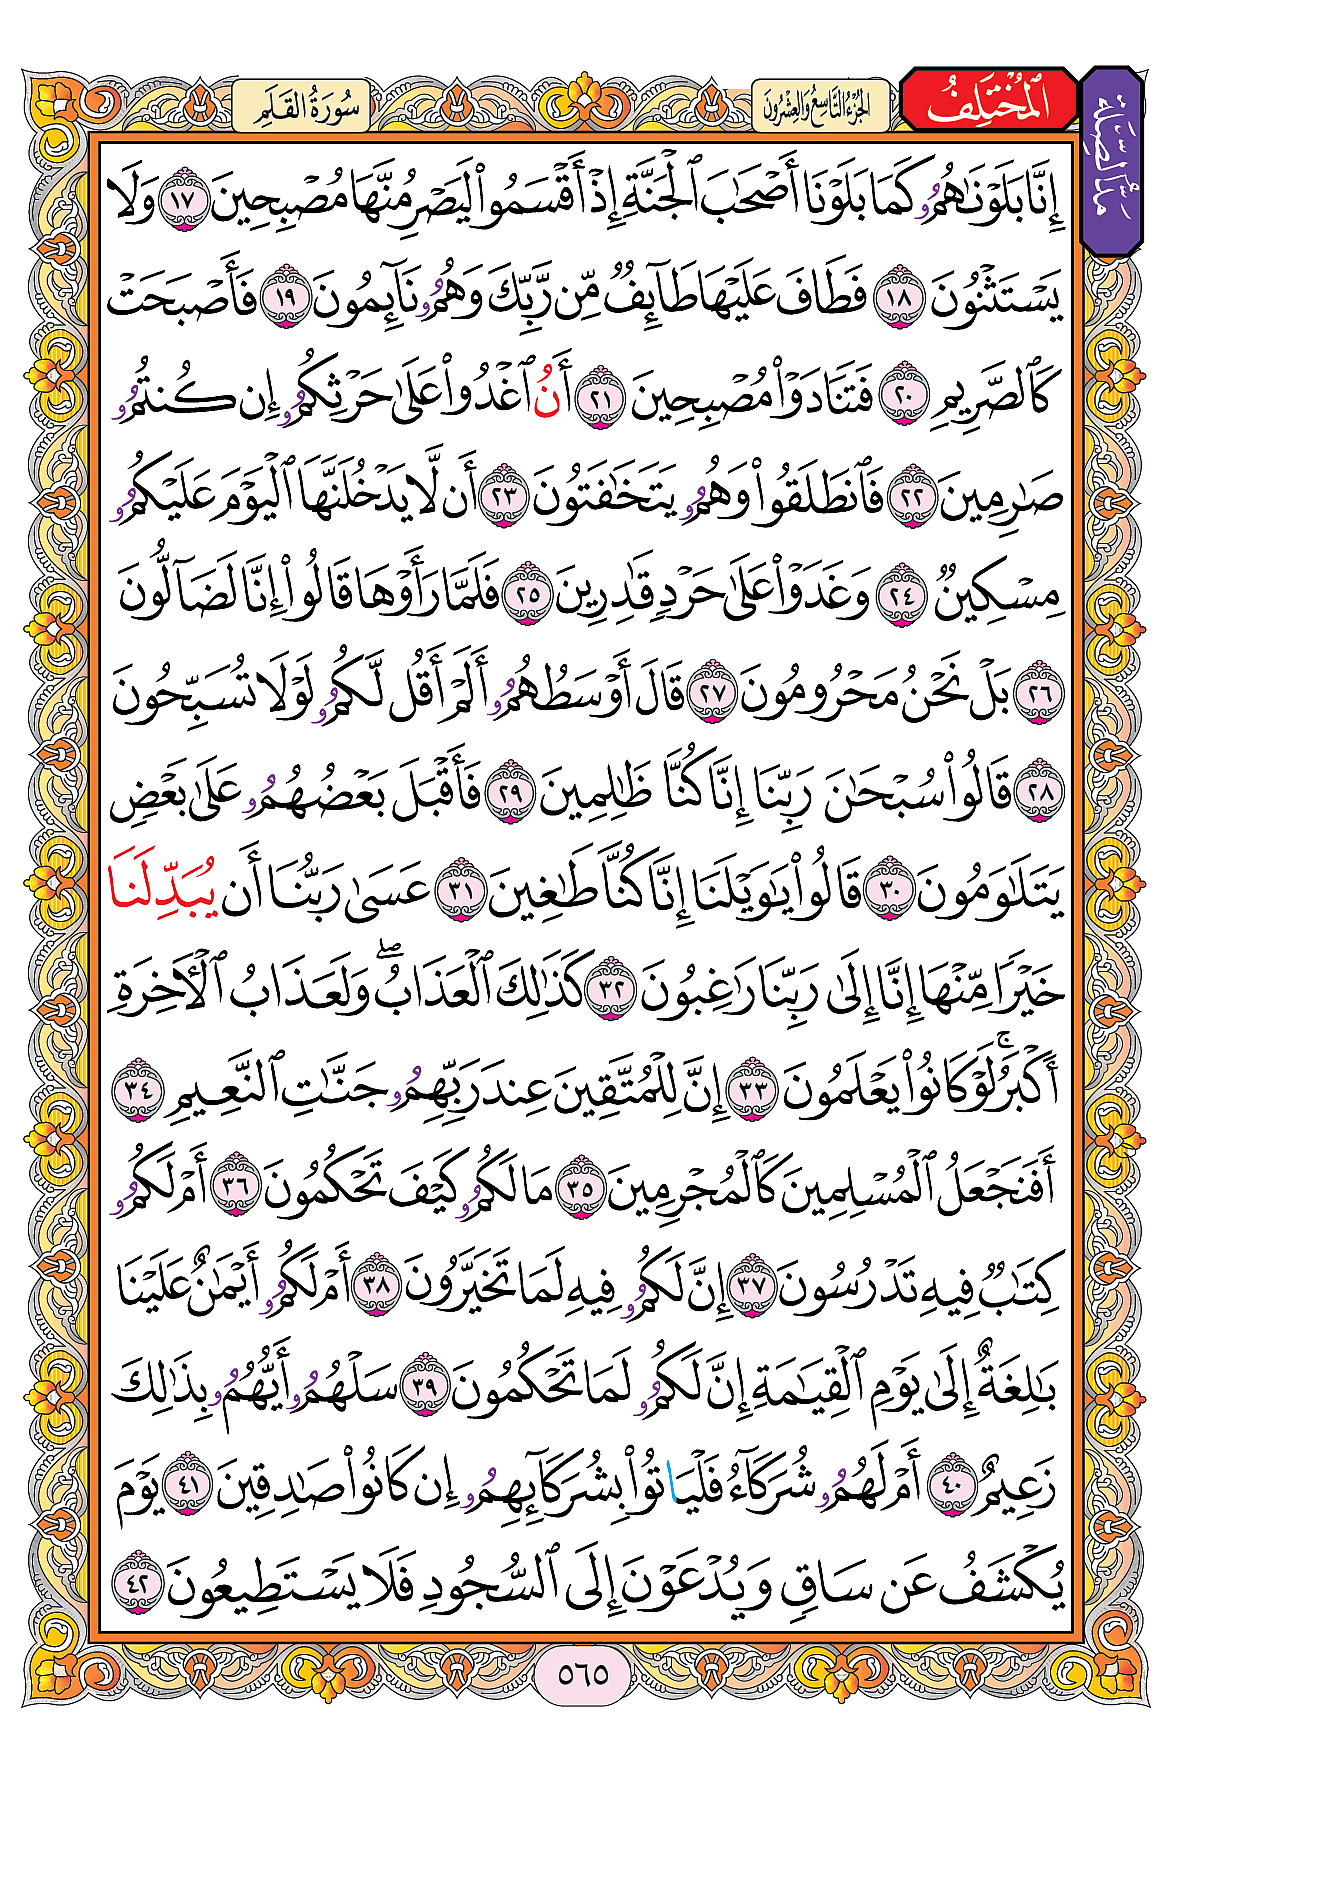 سُورَةُ القَلَمِ
الجُزْءُ التَّاسِعُ وَالعِشْرُونَ
اَلْمُخْتَلِفُ
مَدُّ الصِّلَةِ
إِنَّا بَلَوْنَٰهُمُۥ كَمَا بَلَوْنَا أَصْحَٰبَ ٱلْجَنَّةِ إِذْ أَقْسَمُوا۟ لَيَصْرِمُنَّهَا مُصْبِحِينَ ١٧ وَلَا
يَسْتَثْنُونَ ١٨ فَطَافَ عَلَيْهَا طَآئِفٌ مِّن رَّبِّكَ وَهُمُۥ نَآئِمُونَ ١٩ فَأَصْبَحَتْ
كَٱلصَّرِيمِ ٢٠ فَتَنَادَوْا۟ مُصْبِحِينَ ٢١ أَنُ ٱغْدُوا۟ عَلَىٰ حَرْثِكُمُۥ إِن كُنتُمُۥ
صَٰرِمِينَ ٢٢ فَٱنطَلَقُوا۟ وَهُمُۥ يَتَخَٰفَتُونَ ٢٣ أَن لَّا يَدْخُلَنَّهَا ٱلْيَوْمَ عَلَيْكُمُۥ
مِسْكِينٌ ٢٤ وَغَدَوْا۟ عَلَىٰ حَرْدٍ قَٰدِرِينَ ٢٥ فَلَمَّا رَأَوْهَا قَالُوا۟ إِنَّا لَضَآلُّونَ
٢٦ بَلْ نَحْنُ مَحْرُومُونَ ٢٧ قَالَ أَوْسَطُهُمُۥ أَلَمْ أَقُل لَّكُمُۥ لَوْلَا تُسَبِّحُونَ
٢٨ قَالُوا۟ سُبْحَٰنَ رَبِّنَا إِنَّا كُنَّا ظَٰلِمِينَ ٢٩ فَأَقْبَلَ بَعْضُهُمُۥ عَلَىٰ بَعْضٍ
يَتَلَٰوَمُونَ ٣٠ قَالُوا۟ يَٰوَيْلَنَا إِنَّا كُنَّا طَٰغِينَ ٣١ عَسَىٰ رَبُّنَا أَن يُبَدِّلَنَا
خَيْرًا مِّنْهَا إِنَّا إِلَىٰ رَبِّنَا رَٰغِبُونَ ٣٢ كَذَٰلِكَ ٱلْعَذَابُ ۖ وَلَعَذَابُ ٱلْأَخِرَةِ
أَكْبَرُ ۚ لَوْ كَانُوا۟ يَعْلَمُونَ ٣٣ إِنَّ لِلْمُتَّقِينَ عِندَ رَبِّهِمُۥ جَنَّٰتِ ٱلنَّعِيمِ ٣٤
أَفَنَجْعَلُ ٱلْمُسْلِمِينَ كَٱلْمُجْرِمِينَ ٣٥ مَا لَكُمُۥ كَيْفَ تَحْكُمُونَ ٣٦ أَمْ لَكُمُۥ
كِتَٰبٌ فِيهِ تَدْرُسُونَ ٣٧ إِنَّ لَكُمُۥ فِيهِ لَمَا تَخَيَّرُونَ ٣٨ أَمْ لَكُمُۥ أَيْمَٰنٌ عَلَيْنَا
بَٰلِغَةٌ إِلَىٰ يَوْمِ ٱلْقِيَٰمَةِ إِنَّ لَكُمُۥ لَمَا تَحْكُمُونَ ٣٩ سَلْهُمُۥ أَيُّهُمُۥ بِذَٰلِكَ
زَعِيمٌ ٤٠ أَمْ لَهُمُۥ شُرَكَآءُ فَلْيَاتُوا۟ بِشُرَكَآئِهِمُۥ إِن كَانُوا۟ صَٰدِقِينَ ٤١ يَوْمَ
يُكْشَفُ عَن سَاقٍ وَيُدْعَوْنَ إِلَى ٱلسُّجُودِ فَلَا يَسْتَطِيعُونَ ٤٢
٥٦٥